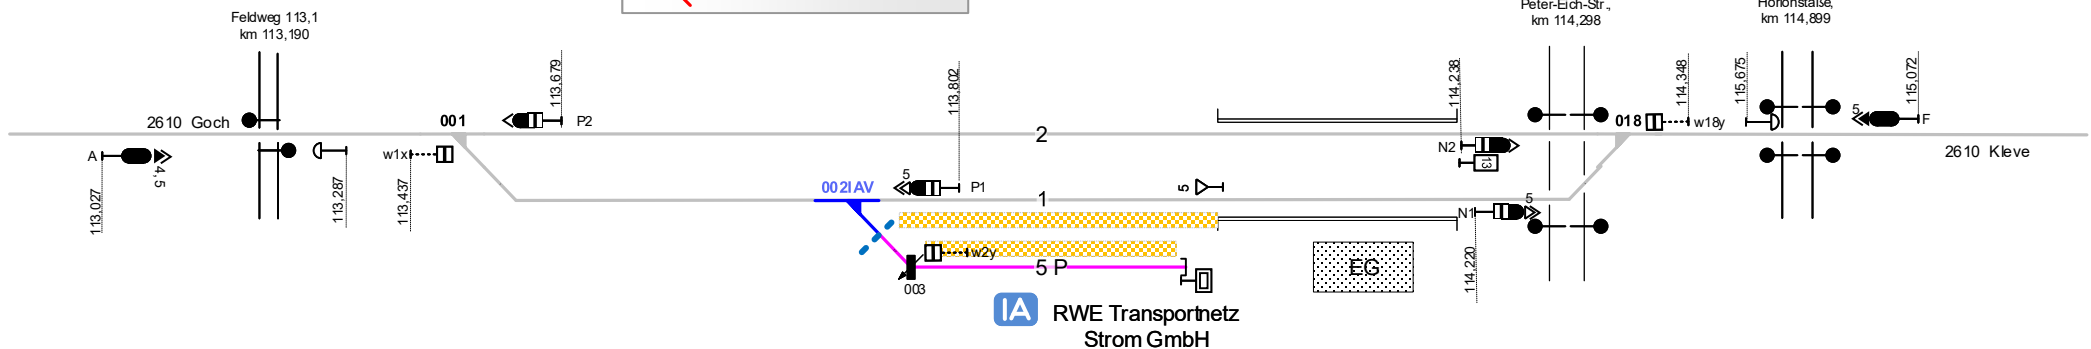 Feldweg 113,1
km 113,190
Peter-Eich-Str.,
km 114,298
Horionstaße,
km 114,899
113,679
113,802
114,238
114,348
115,675
115,072
2610 Goch
001
P2
2
N2
13
018
w18y
5
F
A
4, 5
w1x
2610 Kleve
113,027
113,287
113,437
002IAV
5
P1
1
5
N1
5
114,220
w2y
5 P
EG
003
IA
RWE Transportnetz
Strom GmbH